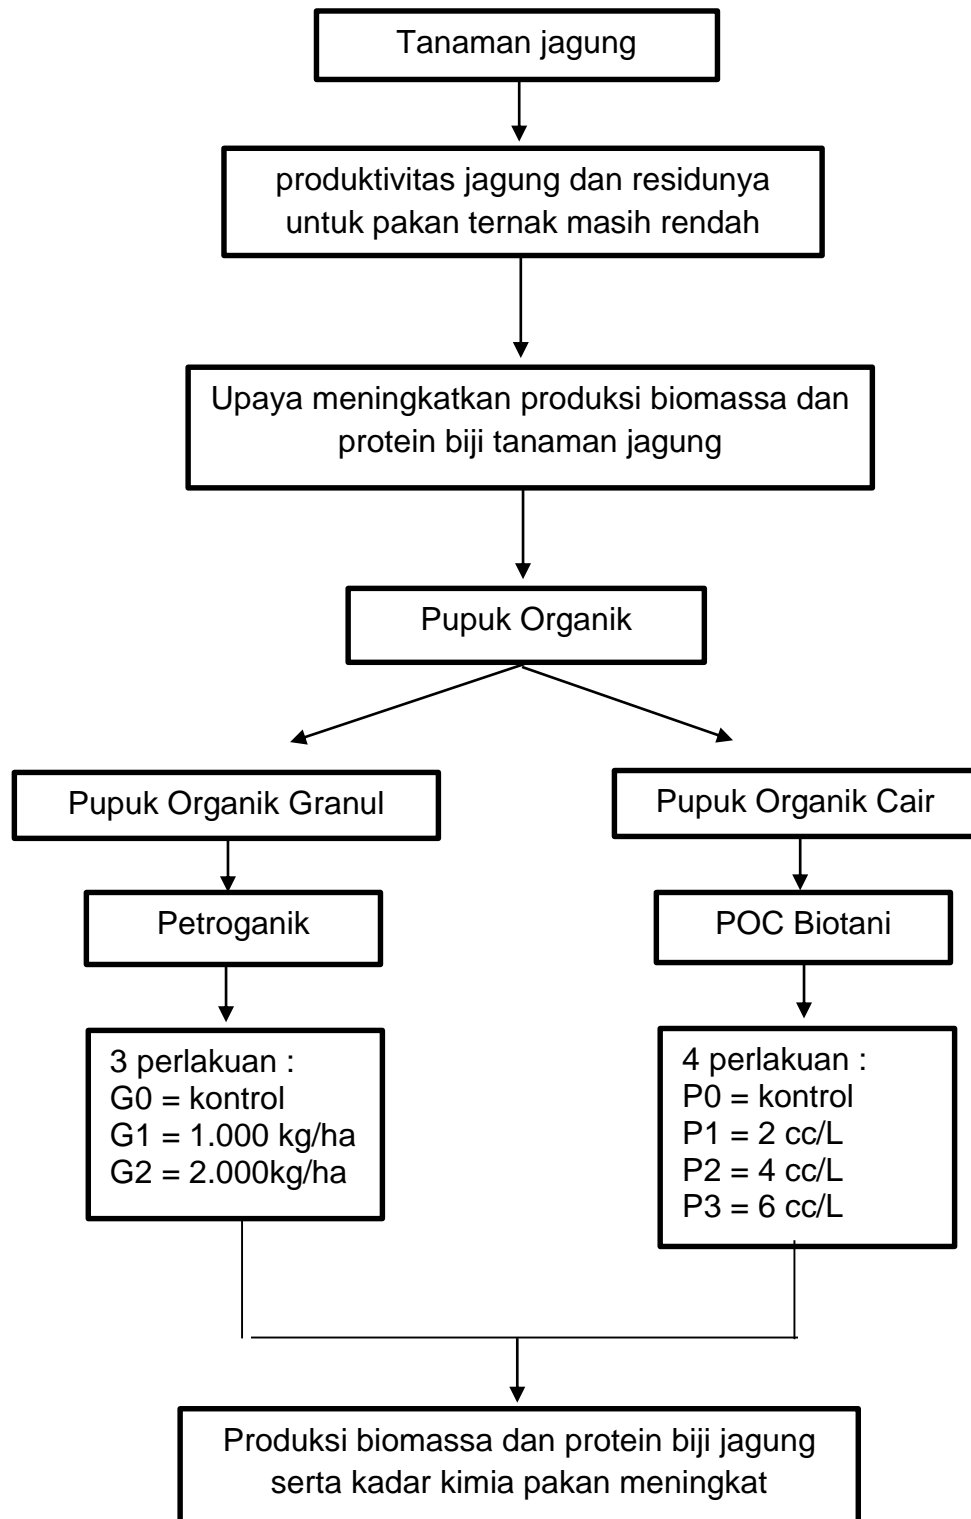 Tanaman jagung
produktivitas jagung dan residunya
untuk pakan ternak masih rendah
Upaya meningkatkan produksi biomassa dan
protein biji tanaman jagung
Pupuk Organik
Pupuk Organik Granul
Pupuk Organik Cair
Petroganik
POC Biotani
3 perlakuan :
G0 = kontrol
G1 = 1.000 kg/ha
G2 = 2.000kg/ha
4 perlakuan :
P0 = kontrol
P1 = 2 cc/L
P2 = 4 cc/L
P3 = 6 cc/L
Produksi biomassa dan protein biji jagung
serta kadar kimia pakan meningkat